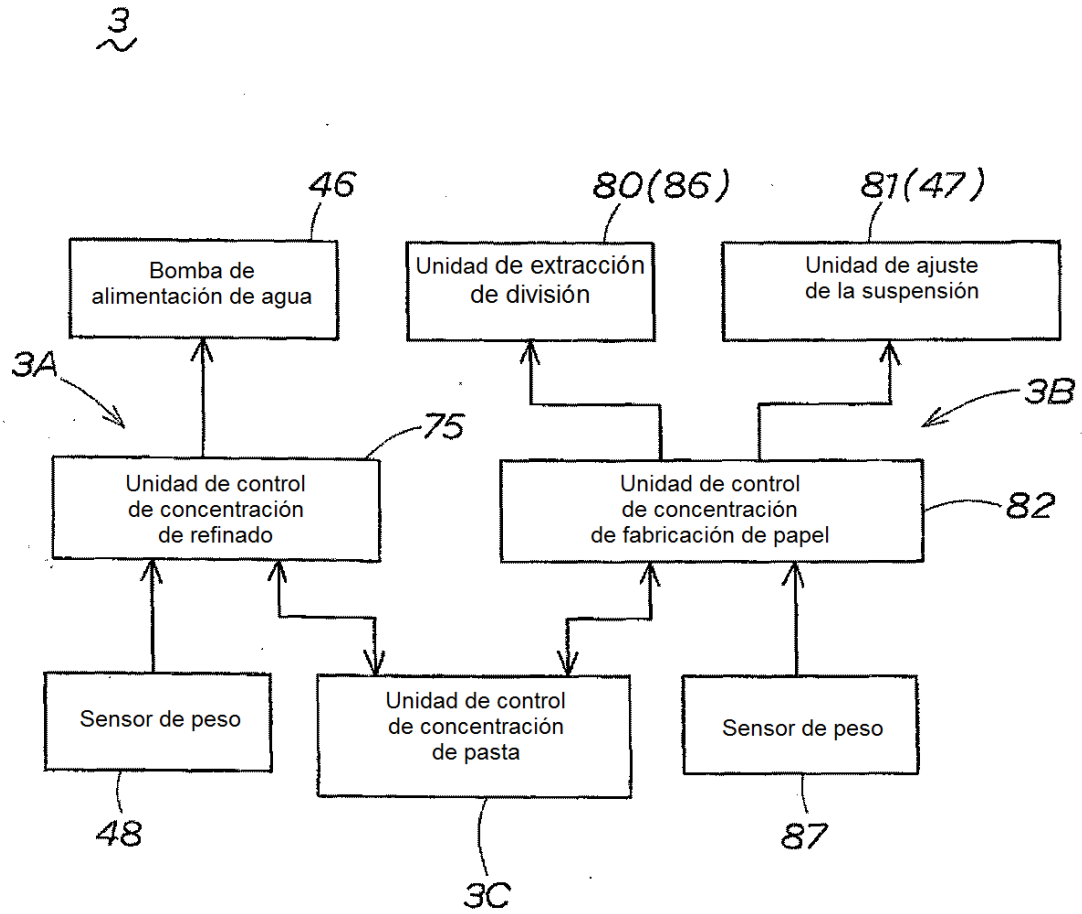 3
46
80(86)
81(47)
Bomba de
alimentación de agua
Unidad de extracción
de división
Unidad de ajuste
de la suspensión
3A
3B
75
Unidad de control
de concentración
de refinado
Unidad de control
de concentración
de fabricación de papel
82
Sensor de peso
Unidad de control
de concentración
de pasta
Sensor de peso
48
87
3C